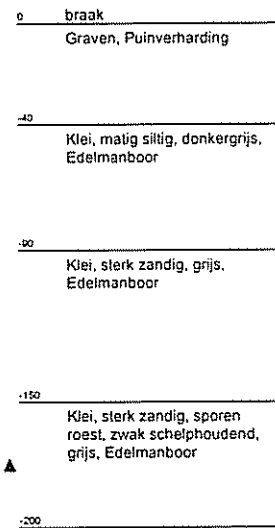 0 braak
Graven, Puinverharding
-40
Klei, matig siltig, donkergrijs,
Edelmanboor
-90
Klei, sterk zandig, grijs,
Edelmanboor
-150
Klei, sterk zandig, sporen
roest, zwak schelphoudend,
grijs, Edelmanboor
-200